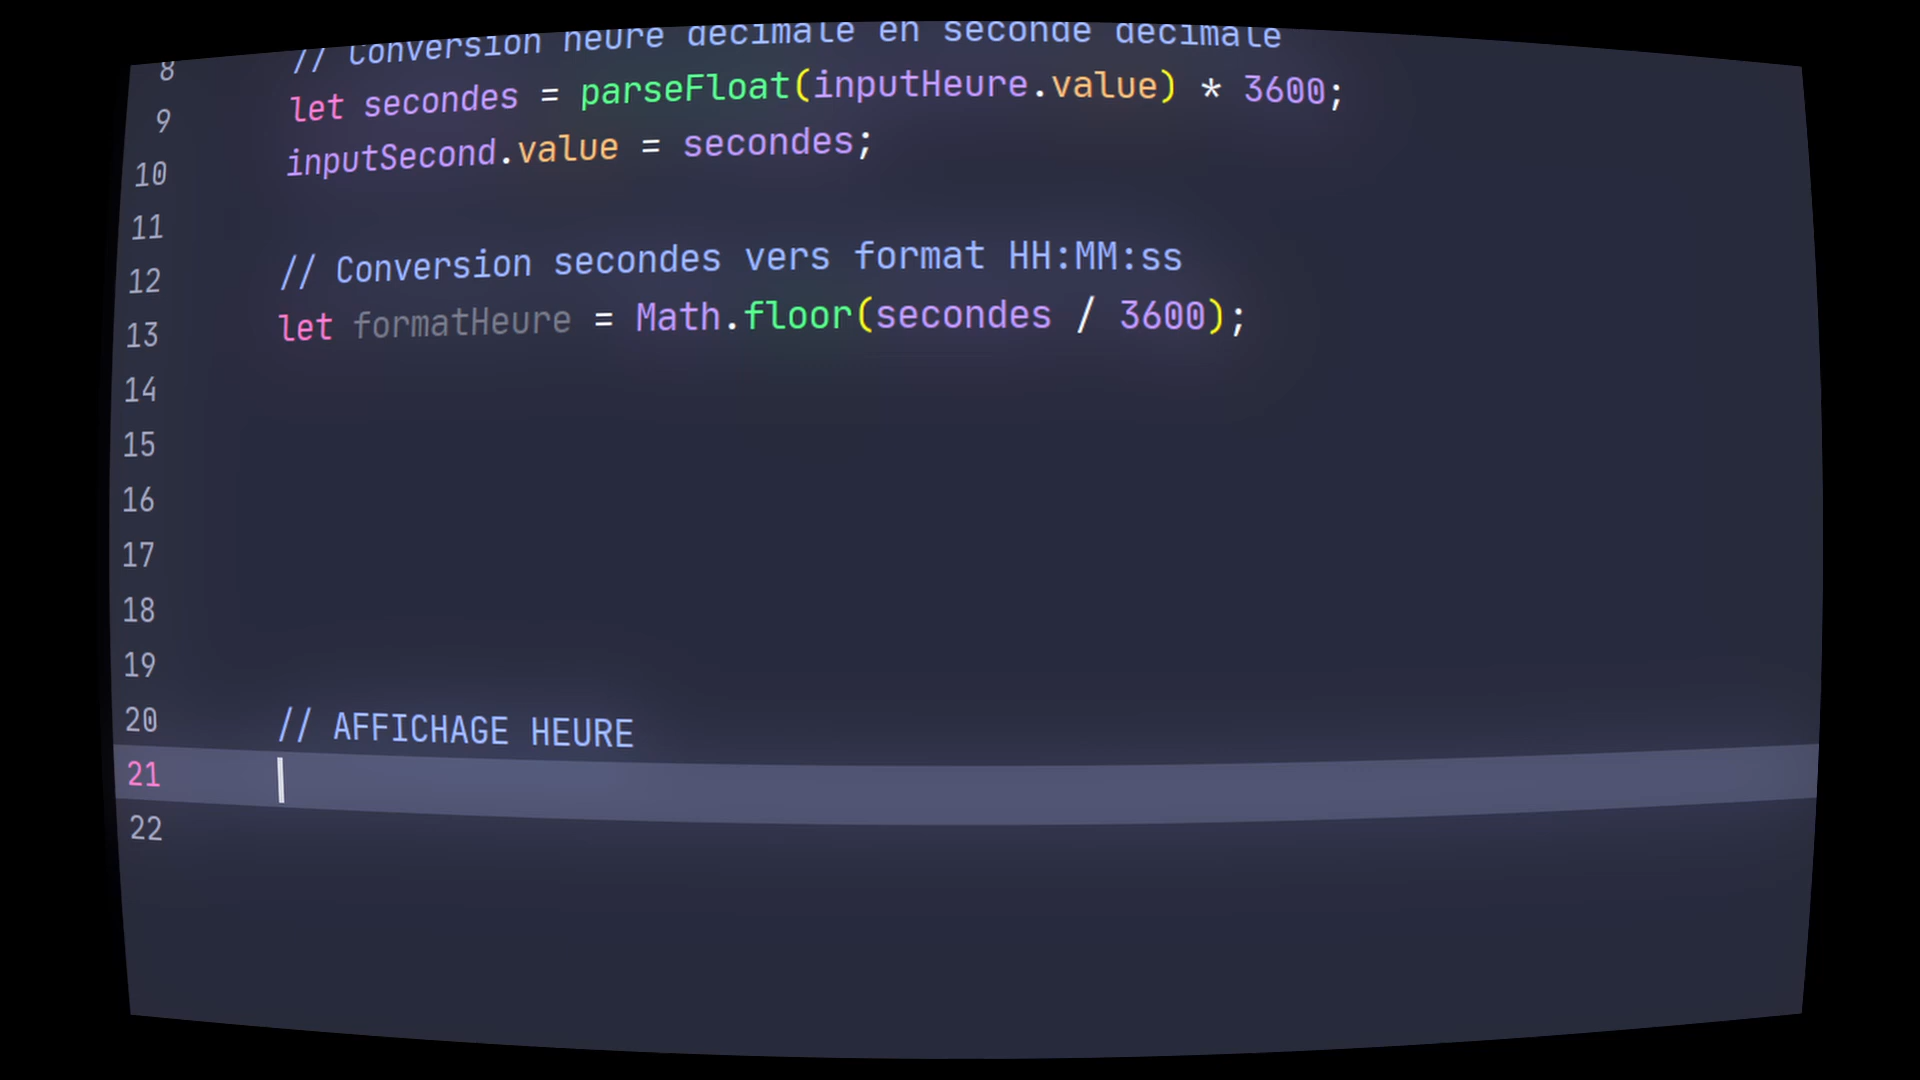 8 // Conversion heure decimale en seconde decimale
9 let secondes = parseFloat(inputHeure.value) * 3600;
10 inputSecond.value = secondes;
11
12 // Conversion secondes vers format HH:MM:ss
13 let formatHeure = Math.floor(secondes / 3600);
14
15
16
17
18
19
20 // AFFICHAGE HEURE
21
22